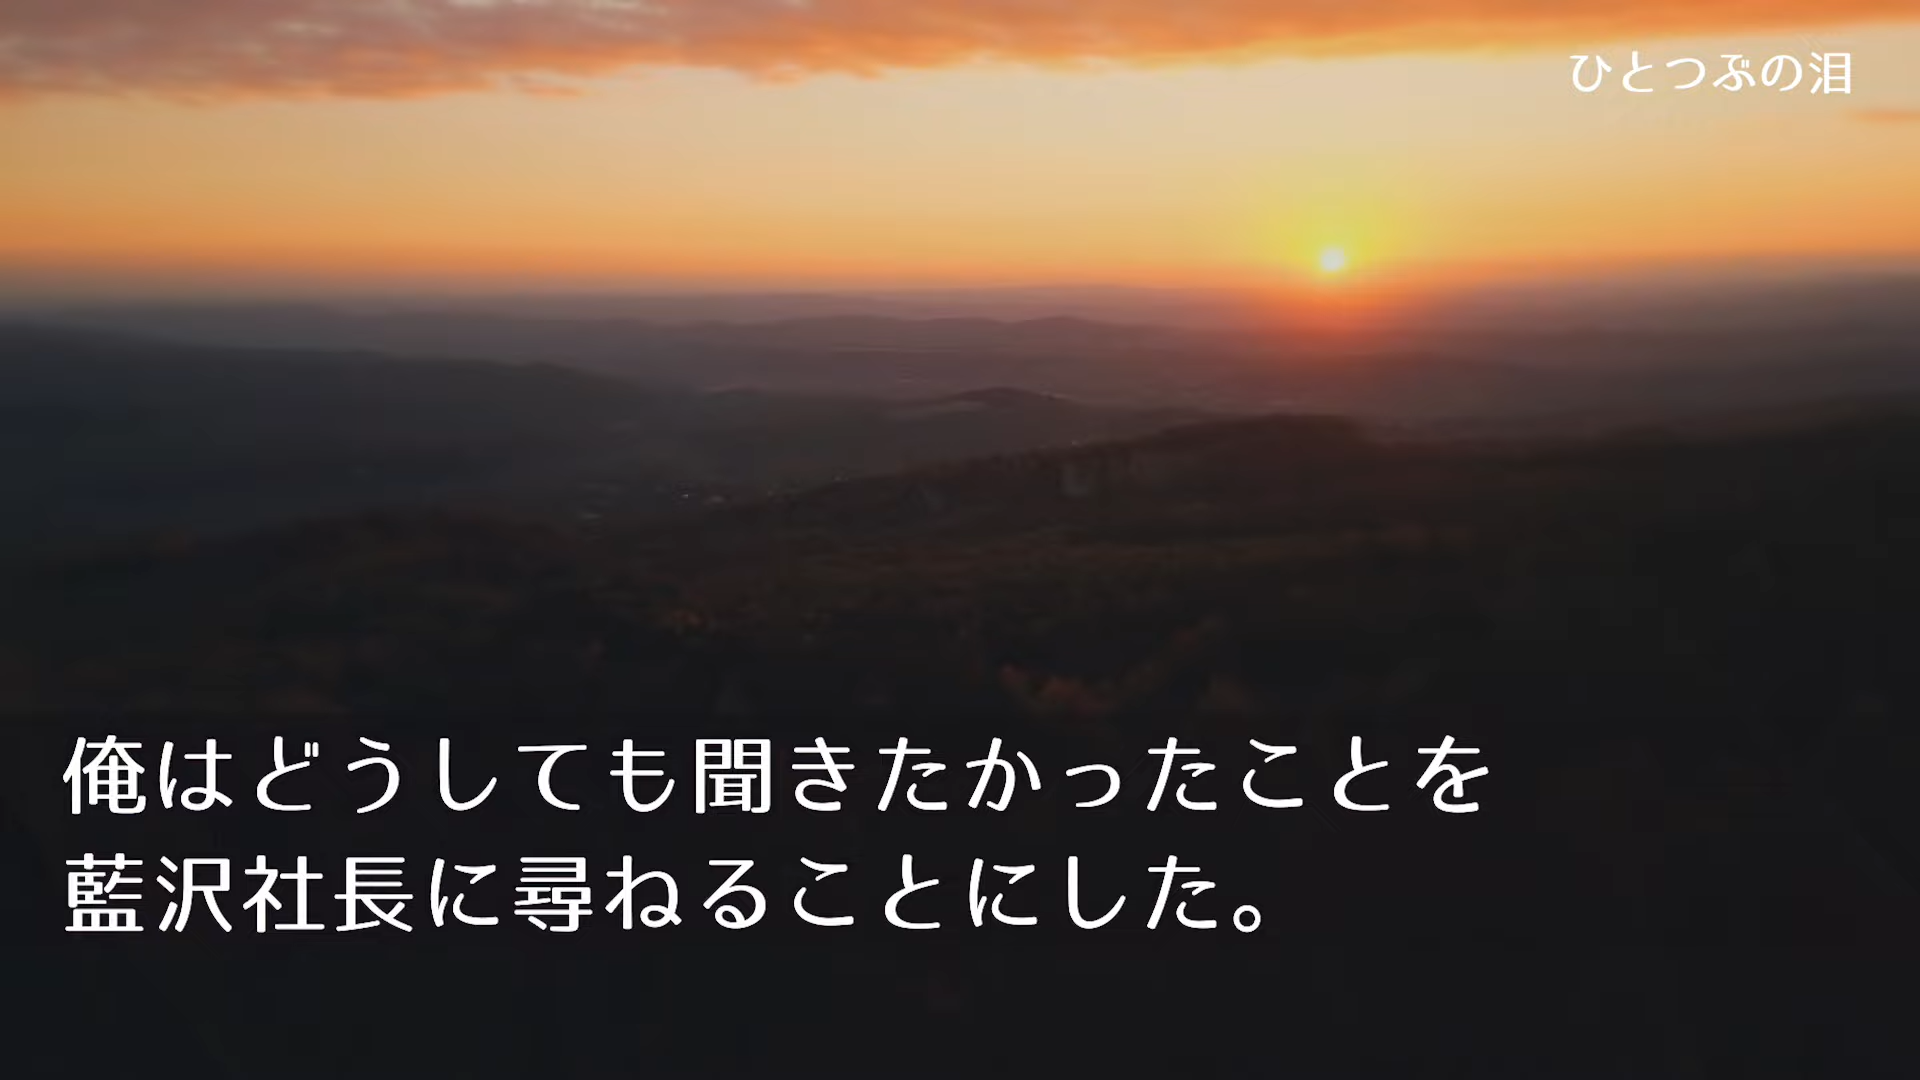 ひとつぶの泪
俺はどうしても聞きたかったことを
藍沢社長に尋ねることにした。